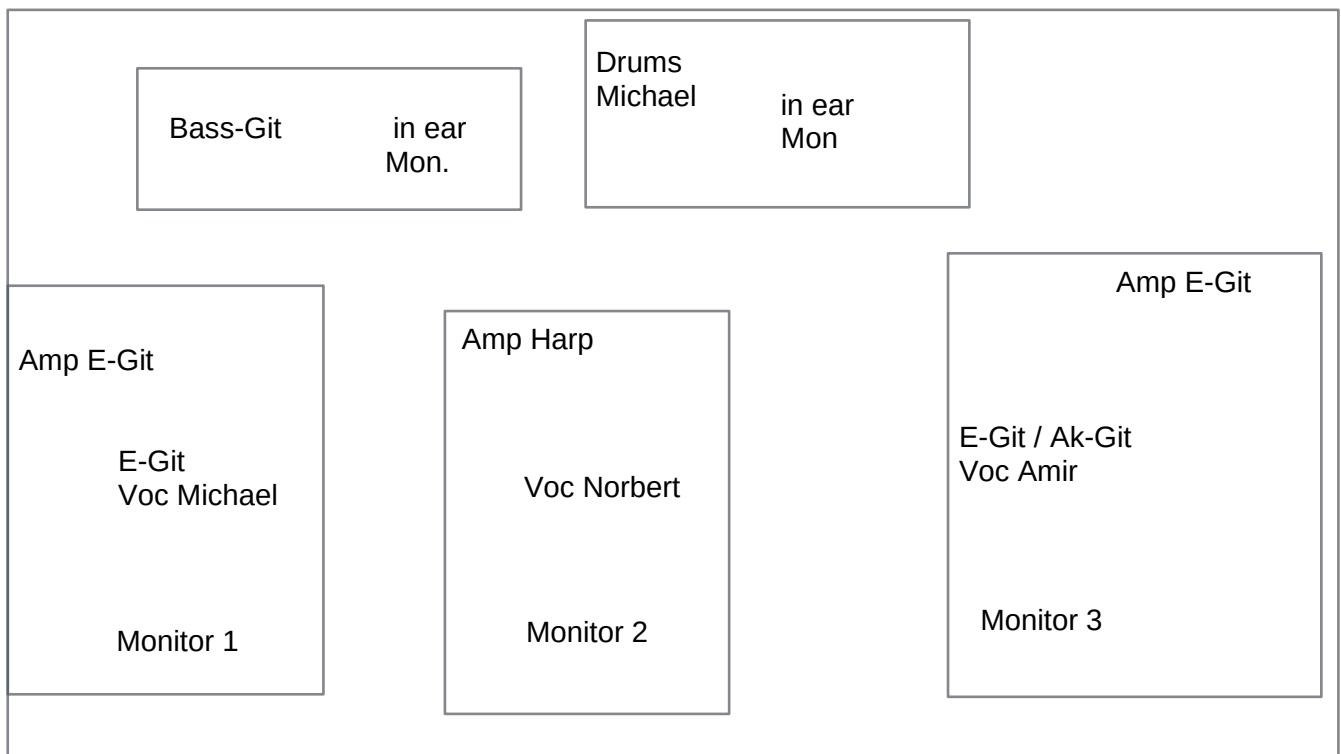 Drums
Michael
in ear
Mon
Bass-Git
in ear
Mon.
Amp E-Git
E-Git
Voc Michael
Monitor 1
Amp Harp
Voc Norbert
Monitor 2
Amp E-Git
E-Git / Ak-Git
Voc Amir
Monitor 3